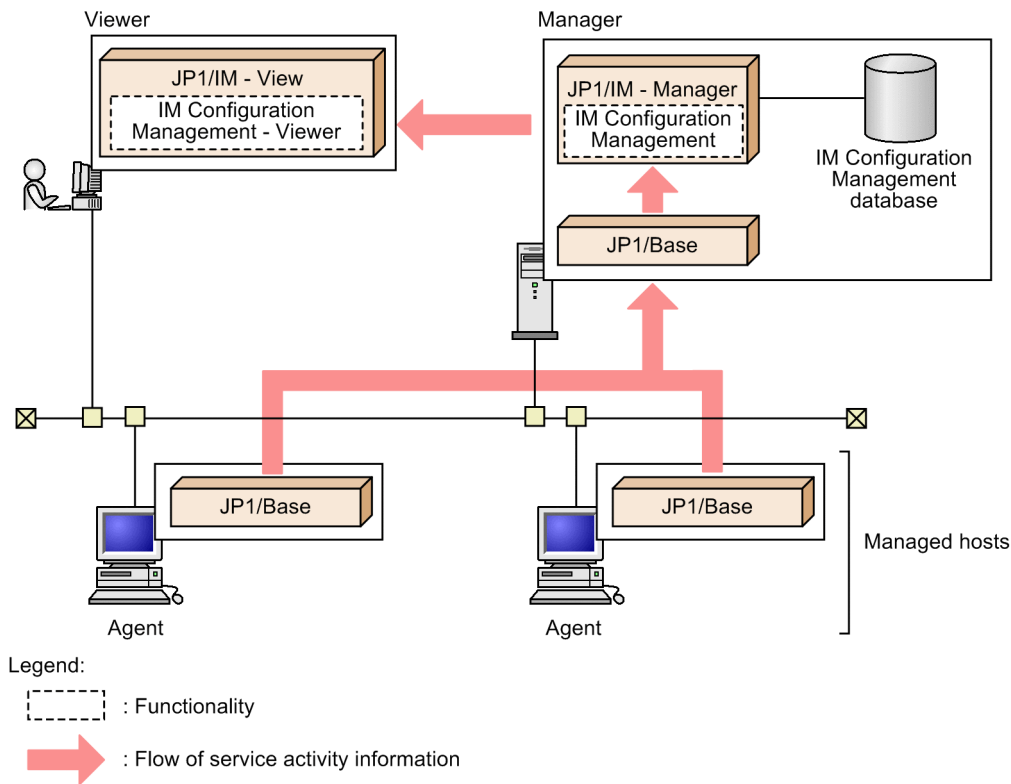 Viewer
JP1/IM - View
IM Configuration
Management - Viewer
Manager
JP1/IM - Manager
IM Configuration
Management
IM Configuration
Management
database
JP1/Base
JP1/Base
Agent
JP1/Base
Agent
Managed hosts
Legend:
: Functionality
: Flow of service activity information